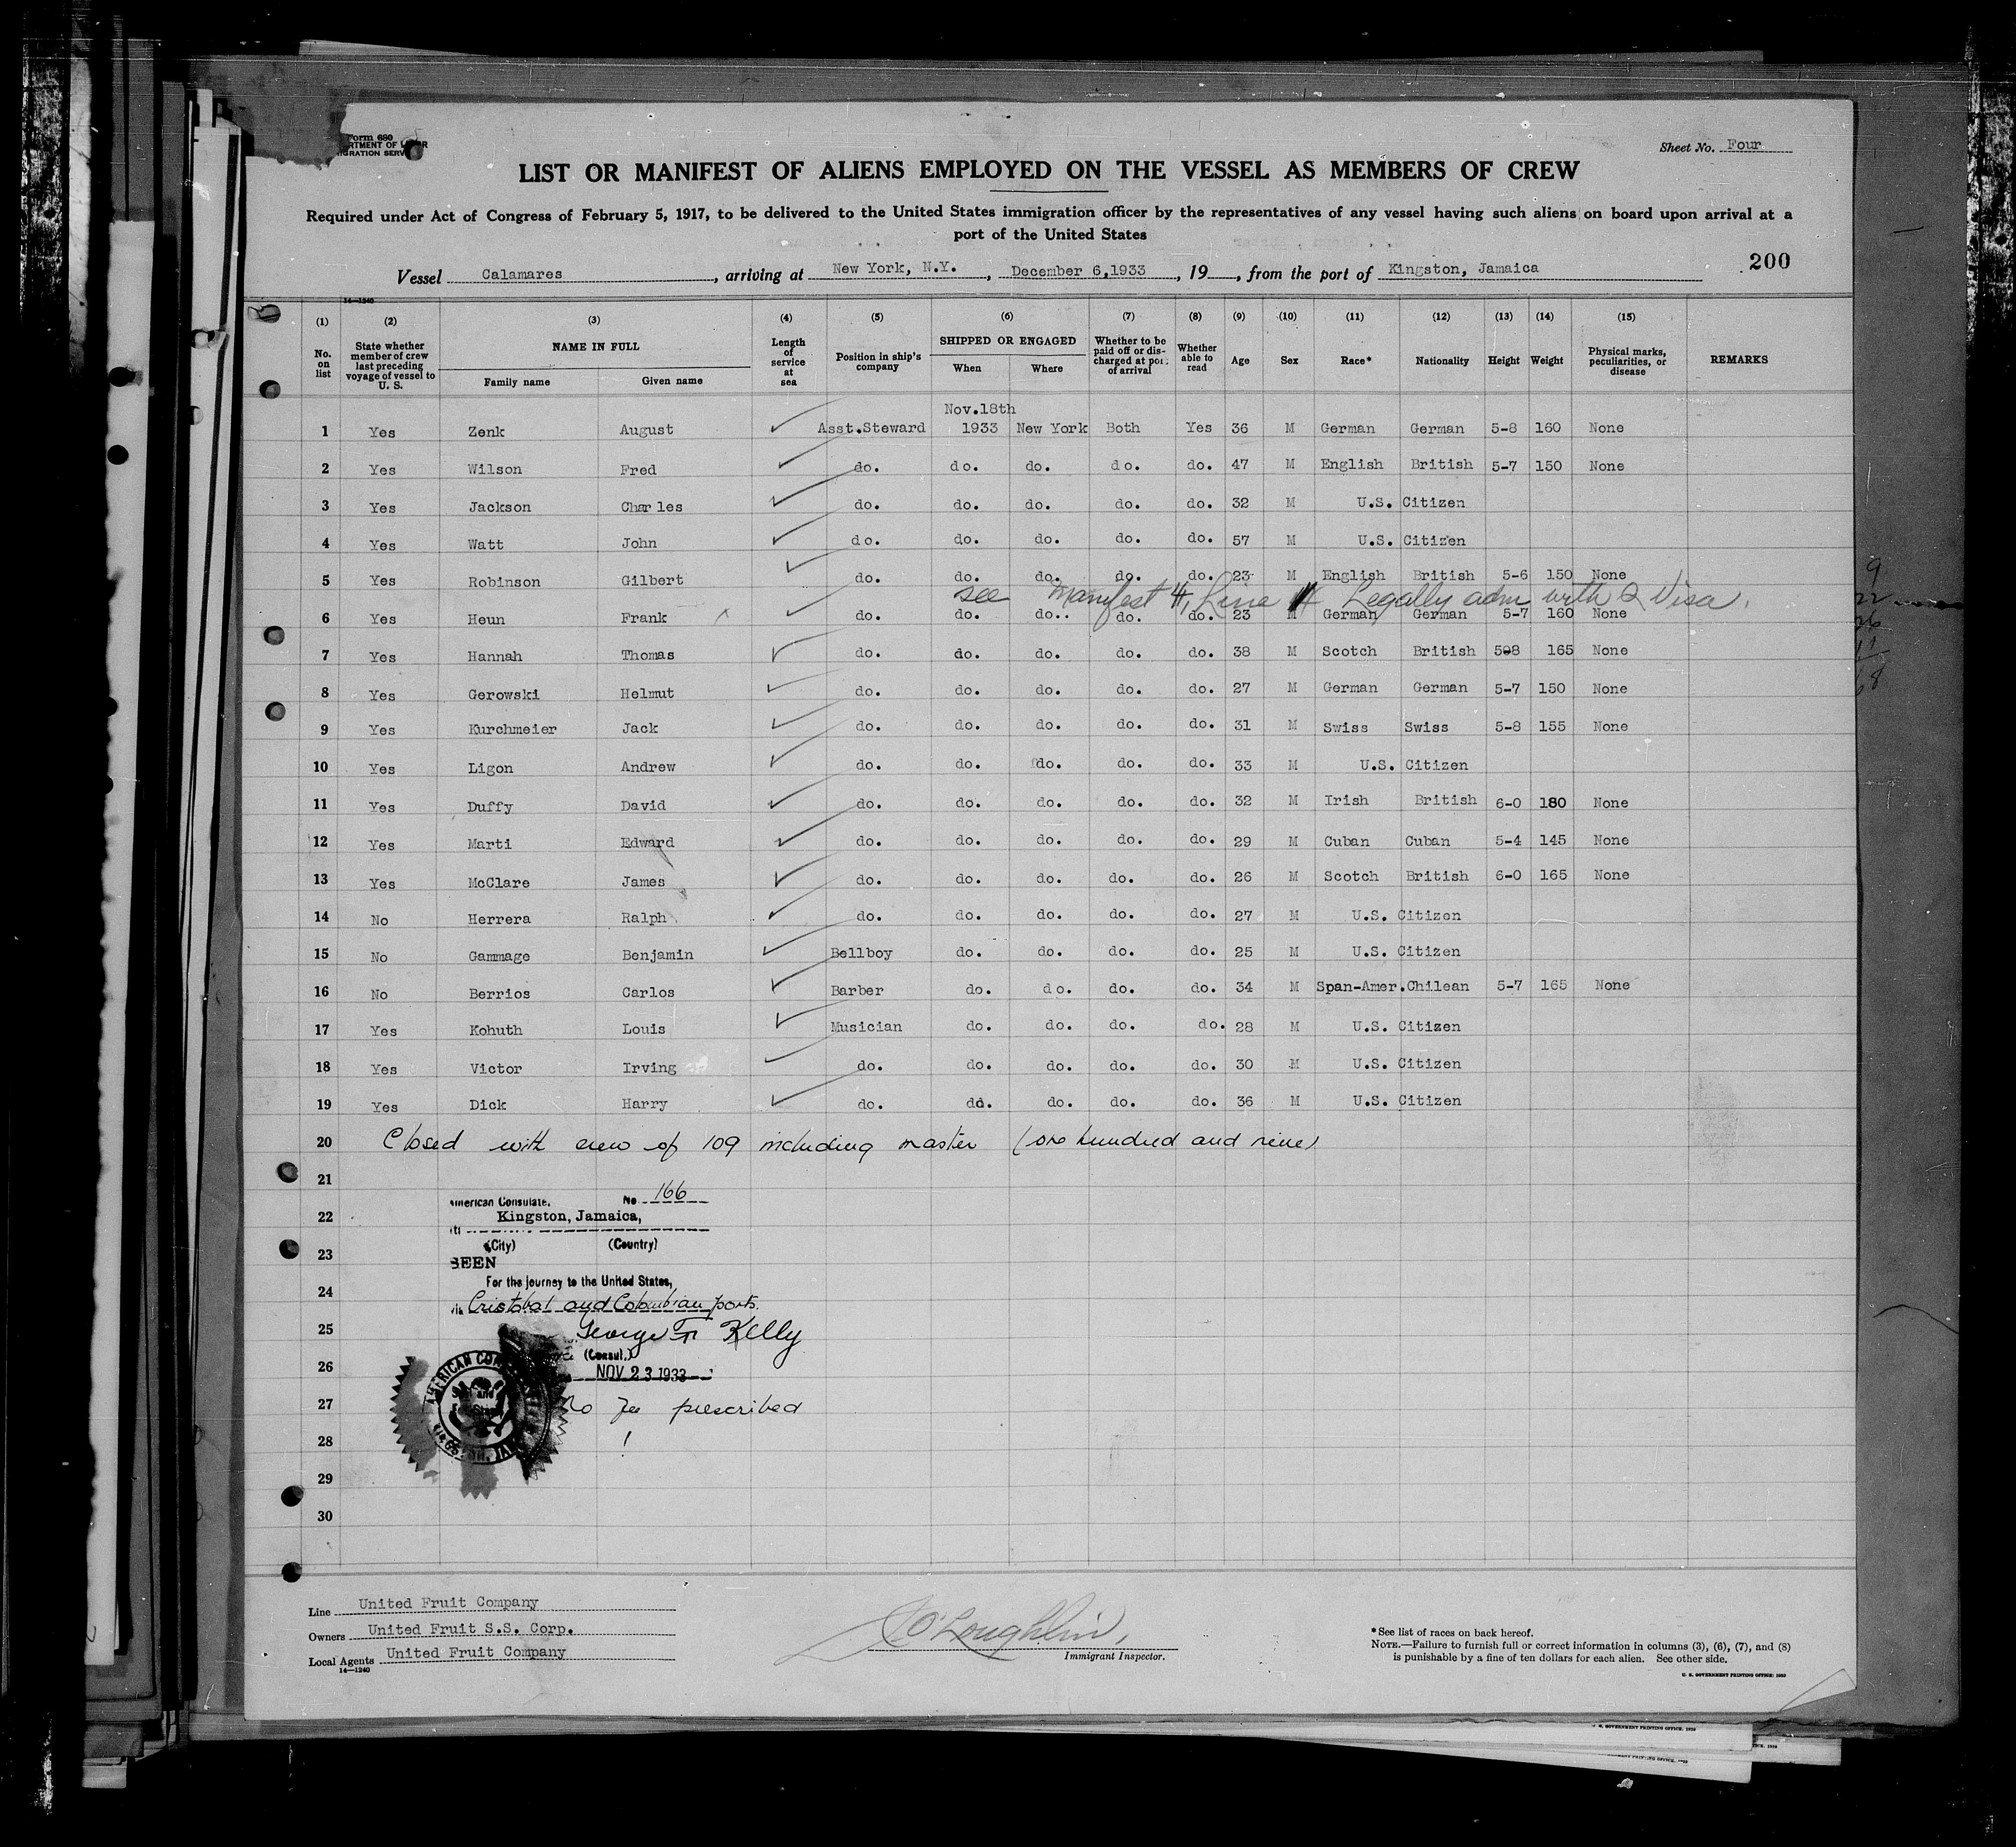 Form 680
Sheet No. Four
LIST OR MANIFEST OF ALIENS EMPLOYED ON THE VESSEL AS MEMBERS OF CREW
Required under Act of Congress of February 5, 1917, to be delivered to the United States immigration officer by the representatives of any vessel having such aliens on board upon arrival at a
port of the United States
200
Vessel Calamares, arriving at New York, N.Y., December 6,1933, 19, from the port of Kingston, Jamaica
14—1240
(1) (2) (3) (4) (5) (6) (7) (8) (9) (10) (11) (12) (13) (14) (15)
No. on list State whether member of crew last preceding voyage of vessel to U. S. NAME IN FULL Family name Given name Length of service at sea Position in ship's company SHIPPED OR ENGAGED When Where Whether to be paid off or discharged at port of arrival Whether able to read Age Sex Race* Nationality Height Weight Physical marks, peculiarities, or disease REMARKS
Nov.18th
1 Yes Zenk August Asst.Steward 1933 New York Both Yes 36 M German German 5-8 160 None
2 Yes Wilson Fred do. do. do. do. do. 47 M English British 5-7 150 None
3 Yes Jackson Charles do. do. do. do. do. 32 M U.S. Citizen
4 Yes Watt John do. do. do. do. do. 57 M U.S. Citizen
5 Yes Robinson Gilbert do. do. do. do. do. 23 M English British 5-6 150 None
see manifest 4, Line Legally adm with Visa.
6 Yes Heun Frank do. do. do.. do. do. 23 M German German 5-7 160 None
7 Yes Hannah Thomas do. do. do. do. do. 38 M Scotch British 5-8 165 None
8 Yes Gerowski Helmut do. do. do. do. do. 27 M German German 5-7 150 None
9 Yes Kurchmeier Jack do. do. do. do. do. 31 M Swiss Swiss 5-8 155 None
10 Yes Ligon Andrew do. do. do. do. do. 33 M U.S. Citizen
11 Yes Duffy David do. do. do. do. do. 32 M Irish British 6-0 180 None
12 Yes Marti Edward do. do. do. do. do. 29 M Cuban Cuban 5-4 145 None
13 Yes McClare James do. do. do. do. do. 26 M Scotch British 6-0 165 None
14 No Herrera Ralph do. do. do. do. do. 27 M U.S. Citizen
15 No Gammage Benjamin Bellboy do. do. do. do. 25 M U.S. Citizen
16 No Berrios Carlos Barber do. do. do. do. 34 M Span-Amer. Chilean 5-7 165 None
17 Yes Kohuth Louis Musician do. do. do. do. 28 M U.S. Citizen
18 Yes Victor Irving do. do. do. do. do. 30 M U.S. Citizen
19 Yes Dick Harry do. do. do. do. do. 36 M U.S. Citizen
20 Closed with crew of 109 including master (one hundred and nine)
21
American Consulate, No 166
22 Kingston, Jamaica,
(City) (Country)
23
SEEN
For the journey to the United States,
24
via Cristobal and Colombian ports.
25 George F. Kelly
(Consul.)
26 NOV 23 1933
27 No fee prescribed
28
29
30
Line United Fruit Company
Owners United Fruit S.S. Corp.
Local Agents United Fruit Company
14—1240
O'Loughlin,
Immigrant Inspector.
*See list of races on back hereof.
NOTE.—Failure to furnish full or correct information in columns (3), (6), (7), and (8)
is punishable by a fine of ten dollars for each alien. See other side.
U. S. GOVERNMENT PRINTING OFFICE: 1929